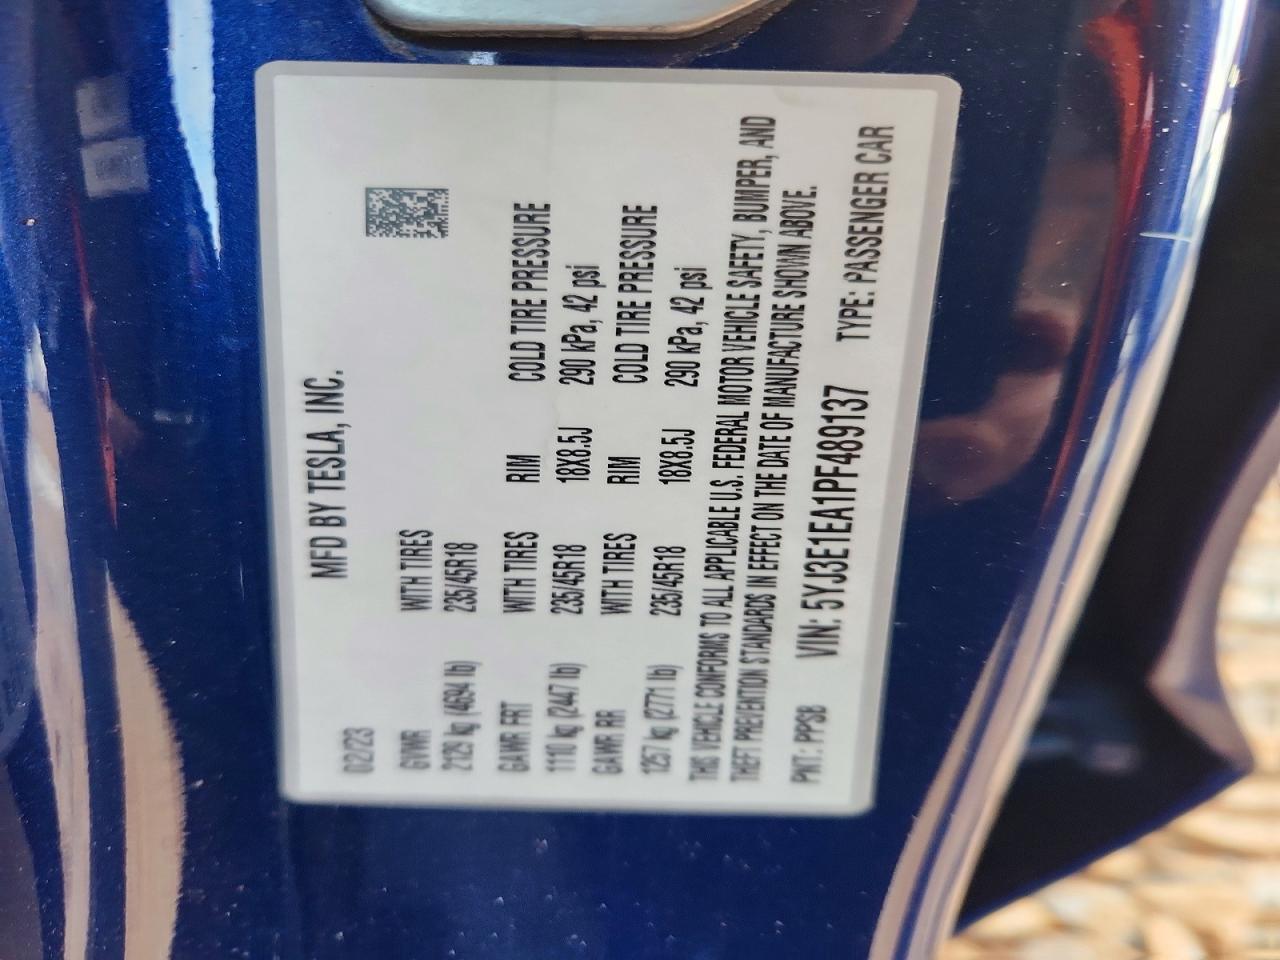 MFD BY TESLA, INC.
02/23
GVWR WITH TIRES
2129 kg (4694 lb) 235/45R18
GAWR FRT WITH TIRES RIM COLD TIRE PRESSURE
1110 kg (2447 lb) 235/45R18 18X8.5J 290 kPa, 42 psi
GAWR RR WITH TIRES RIM COLD TIRE PRESSURE
1257 kg (2771 lb) 235/45R18 18X8.5J 290 kPa, 42 psi
THIS VEHICLE CONFORMS TO ALL APPLICABLE U.S. FEDERAL MOTOR VEHICLE SAFETY, BUMPER, AND
THEFT PREVENTION STANDARDS IN EFFECT ON THE DATE OF MANUFACTURE SHOWN ABOVE.
PNT: PPSB VIN: 5YJ3E1EA1PF489137 TYPE: PASSENGER CAR